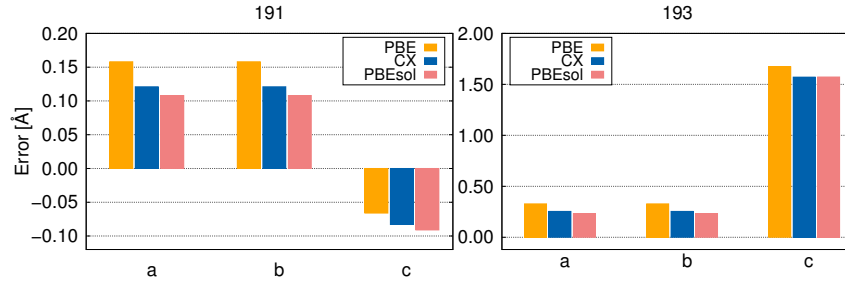 191
Error [Å]
0.20
0.15
0.10
0.05
0.00
−0.05
−0.10
PBE
CX
PBEsol
a
b
c
193
2.00
1.50
1.00
0.50
0.00
PBE
CX
PBEsol
a
b
c